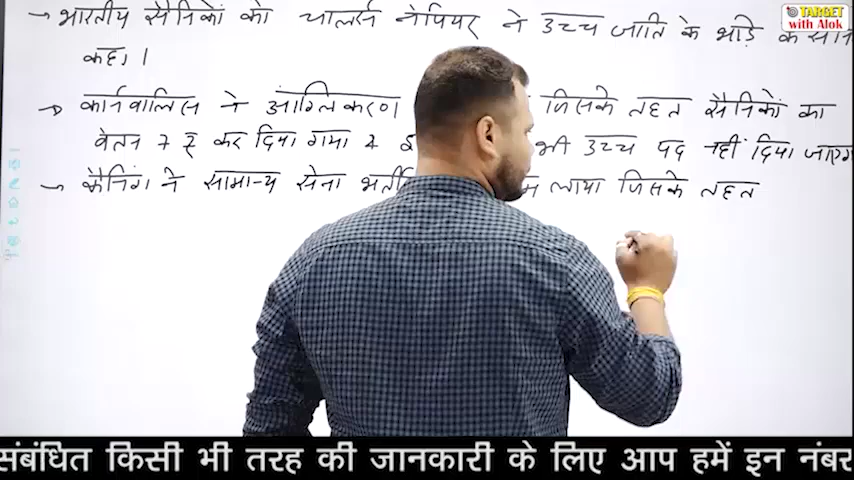 TARGET
with Alok
→ भारतीय सैनिकों को चार्लस नेपियर ने उच्च जाति के भाड़े के
कहा ।
→ कार्नवालिस ने आंग्लिकरण जिसके तहत सैनिकों का
वेतन 7 रू कर दिया गया भी उच्च पद नहीं दिया जाएगा
→ कैनिंग ने सामान्य सेना भर्ती लाया जिसके तहत
संबंधित किसी भी तरह की जानकारी के लिए आप हमें इन नंबर